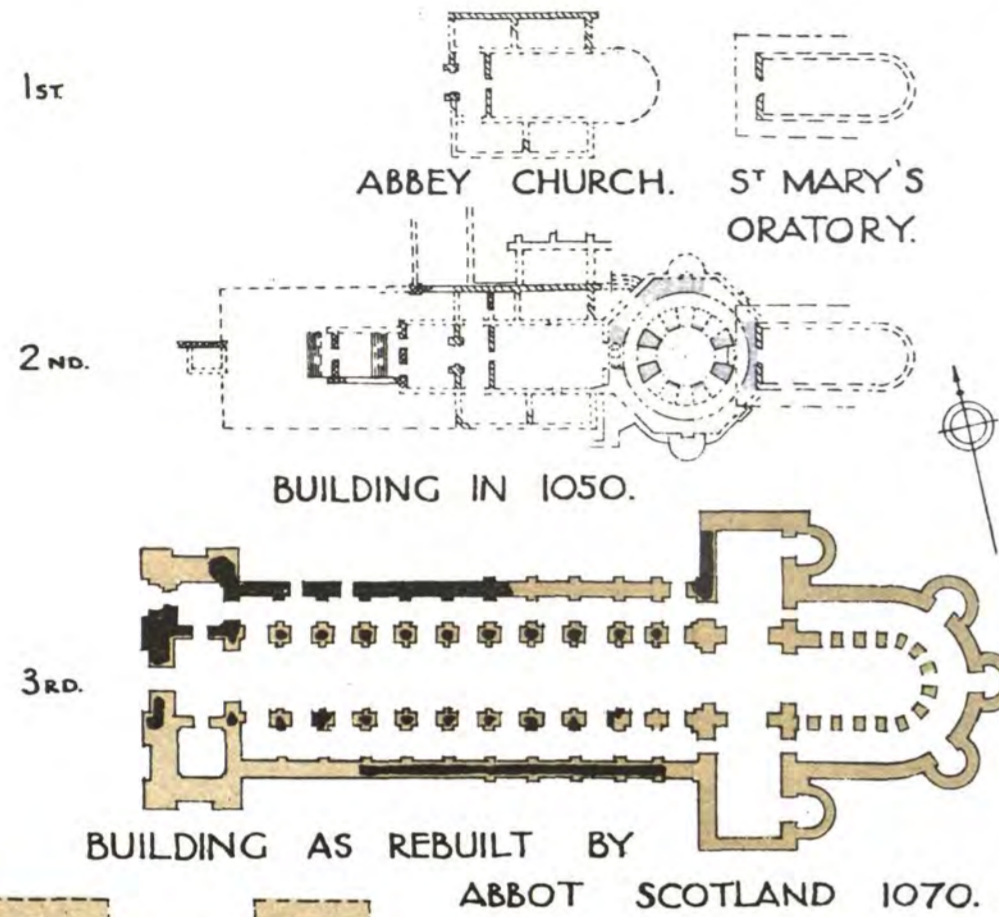 1ST.
ABBEY CHURCH.
ST MARY'S
ORATORY.
2ND.
BUILDING IN 1050.
3RD.
BUILDING AS REBUILT BY
ABBOT SCOTLAND 1070.